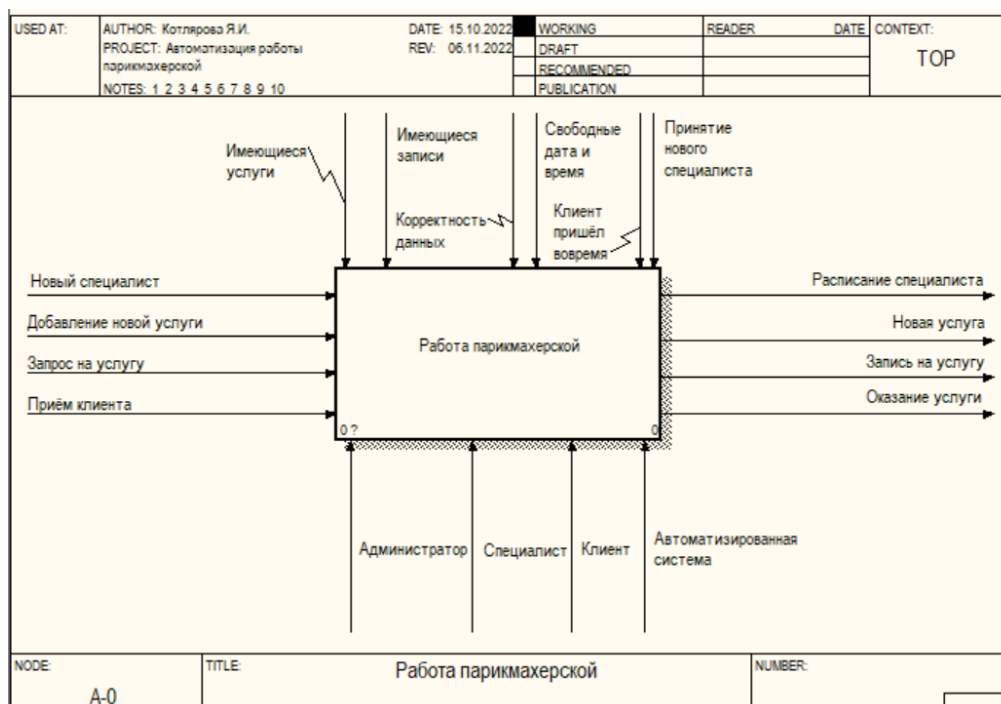 USED AT:
AUTHOR: Котлярова Я.И.
DATE: 15.10.2022
WORKING
READER
DATE
CONTEXT:
PROJECT: Автоматизация работы
REV: 06.11.2022
DRAFT
TOP
парикмахерской
RECOMMENDED
NOTES: 1 2 3 4 5 6 7 8 9 10
PUBLICATION
Имеющиеся
услуги
Имеющиеся
записи
Корректность
данных
Свободные
дата и
время
Клиент
пришёл
вовремя
Принятие
нового
специалиста
Новый специалист
Добавление новой услуги
Запрос на услугу
Приём клиента
Работа парикмахерской
0 ?
0
Расписание специалиста
Новая услуга
Запись на услугу
Оказание услуги
Администратор
Специалист
Клиент
Автоматизированная
система
NODE:
TITLE:
Работа парикмахерской
NUMBER:
A-0